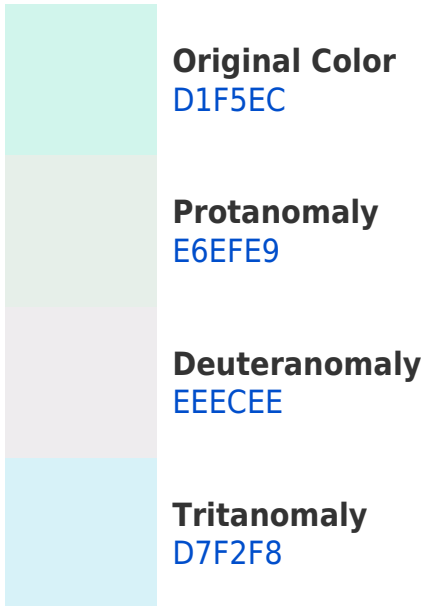 Original Color
D1F5EC
Protanomaly
E6EFE9
Deuteranomaly
EEECEE
Tritanomaly
D7F2F8